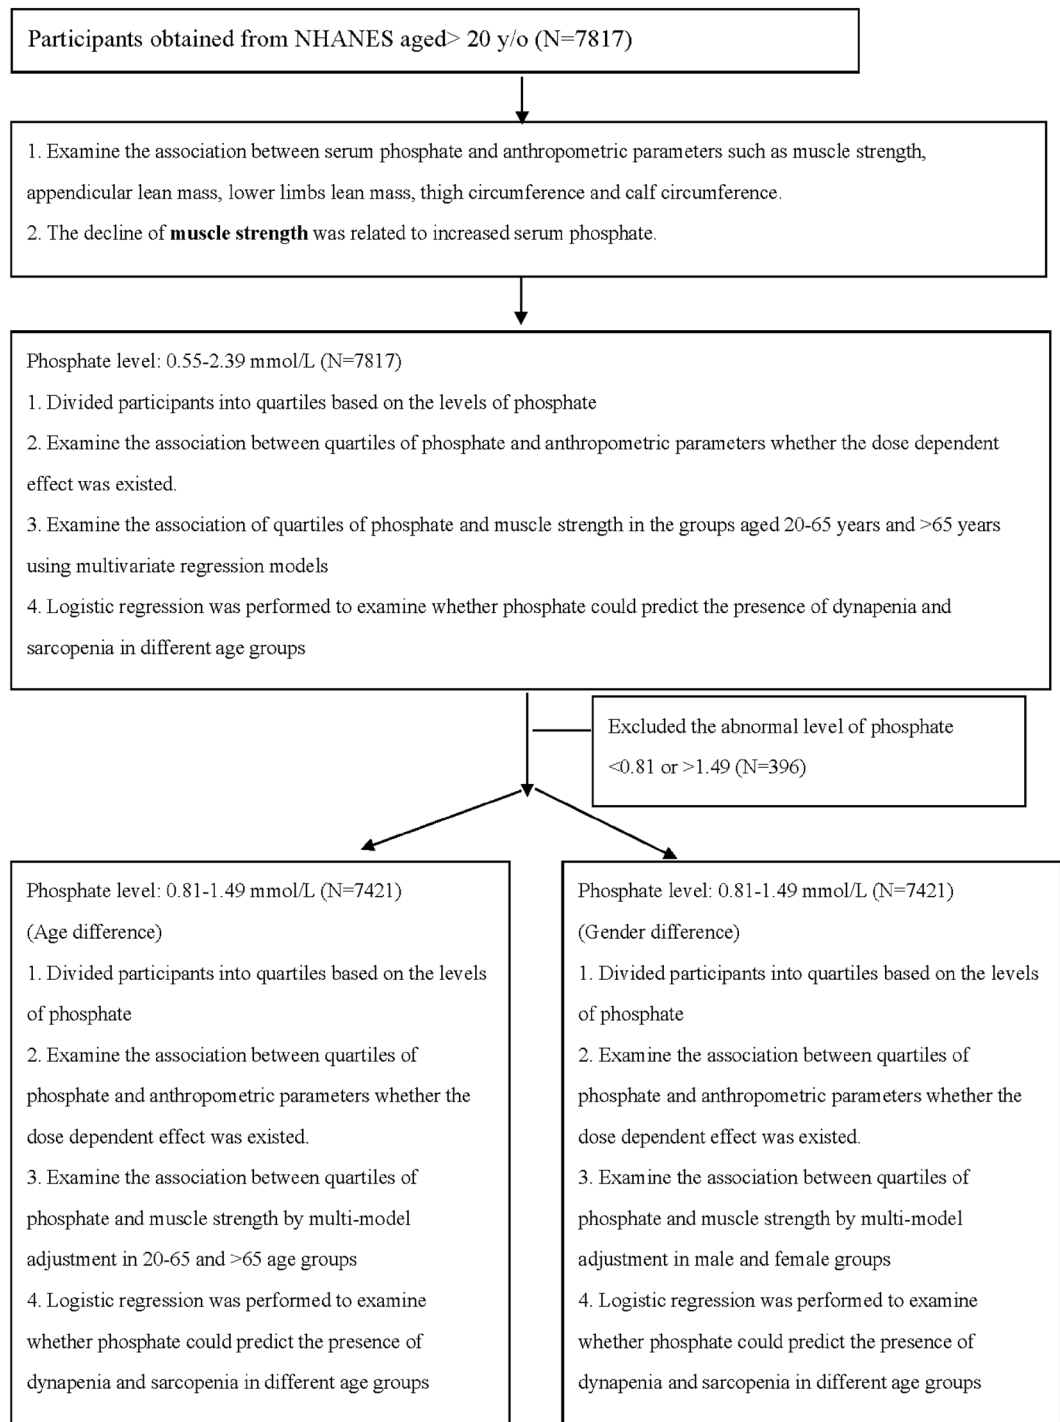 Participants obtained from NHANES aged> 20 y/o (N=7817)
1. Examine the association between serum phosphate and anthropometric parameters such as muscle strength,
appendicular lean mass, lower limbs lean mass, thigh circumference and calf circumference.
2. The decline of muscle strength was related to increased serum phosphate.
Phosphate level: 0.55-2.39 mmol/L (N=7817)
1. Divided participants into quartiles based on the levels of phosphate
2. Examine the association between quartiles of phosphate and anthropometric parameters whether the dose dependent
effect was existed.
3. Examine the association of quartiles of phosphate and muscle strength in the groups aged 20-65 years and >65 years
using multivariate regression models
4. Logistic regression was performed to examine whether phosphate could predict the presence of dynapenia and
sarcopenia in different age groups
Excluded the abnormal level of phosphate
<0.81 or >1.49 (N=396)
Phosphate level: 0.81-1.49 mmol/L (N=7421)
(Age difference)
1. Divided participants into quartiles based on the levels
of phosphate
2. Examine the association between quartiles of
phosphate and anthropometric parameters whether the
dose dependent effect was existed.
3. Examine the association between quartiles of
phosphate and muscle strength by multi-model
adjustment in 20-65 and >65 age groups
4. Logistic regression was performed to examine
whether phosphate could predict the presence of
dynapenia and sarcopenia in different age groups
Phosphate level: 0.81-1.49 mmol/L (N=7421)
(Gender difference)
1. Divided participants into quartiles based on the levels
of phosphate
2. Examine the association between quartiles of
phosphate and anthropometric parameters whether the
dose dependent effect was existed.
3. Examine the association between quartiles of
phosphate and muscle strength by multi-model
adjustment in male and female groups
4. Logistic regression was performed to examine
whether phosphate could predict the presence of
dynapenia and sarcopenia in different age groups